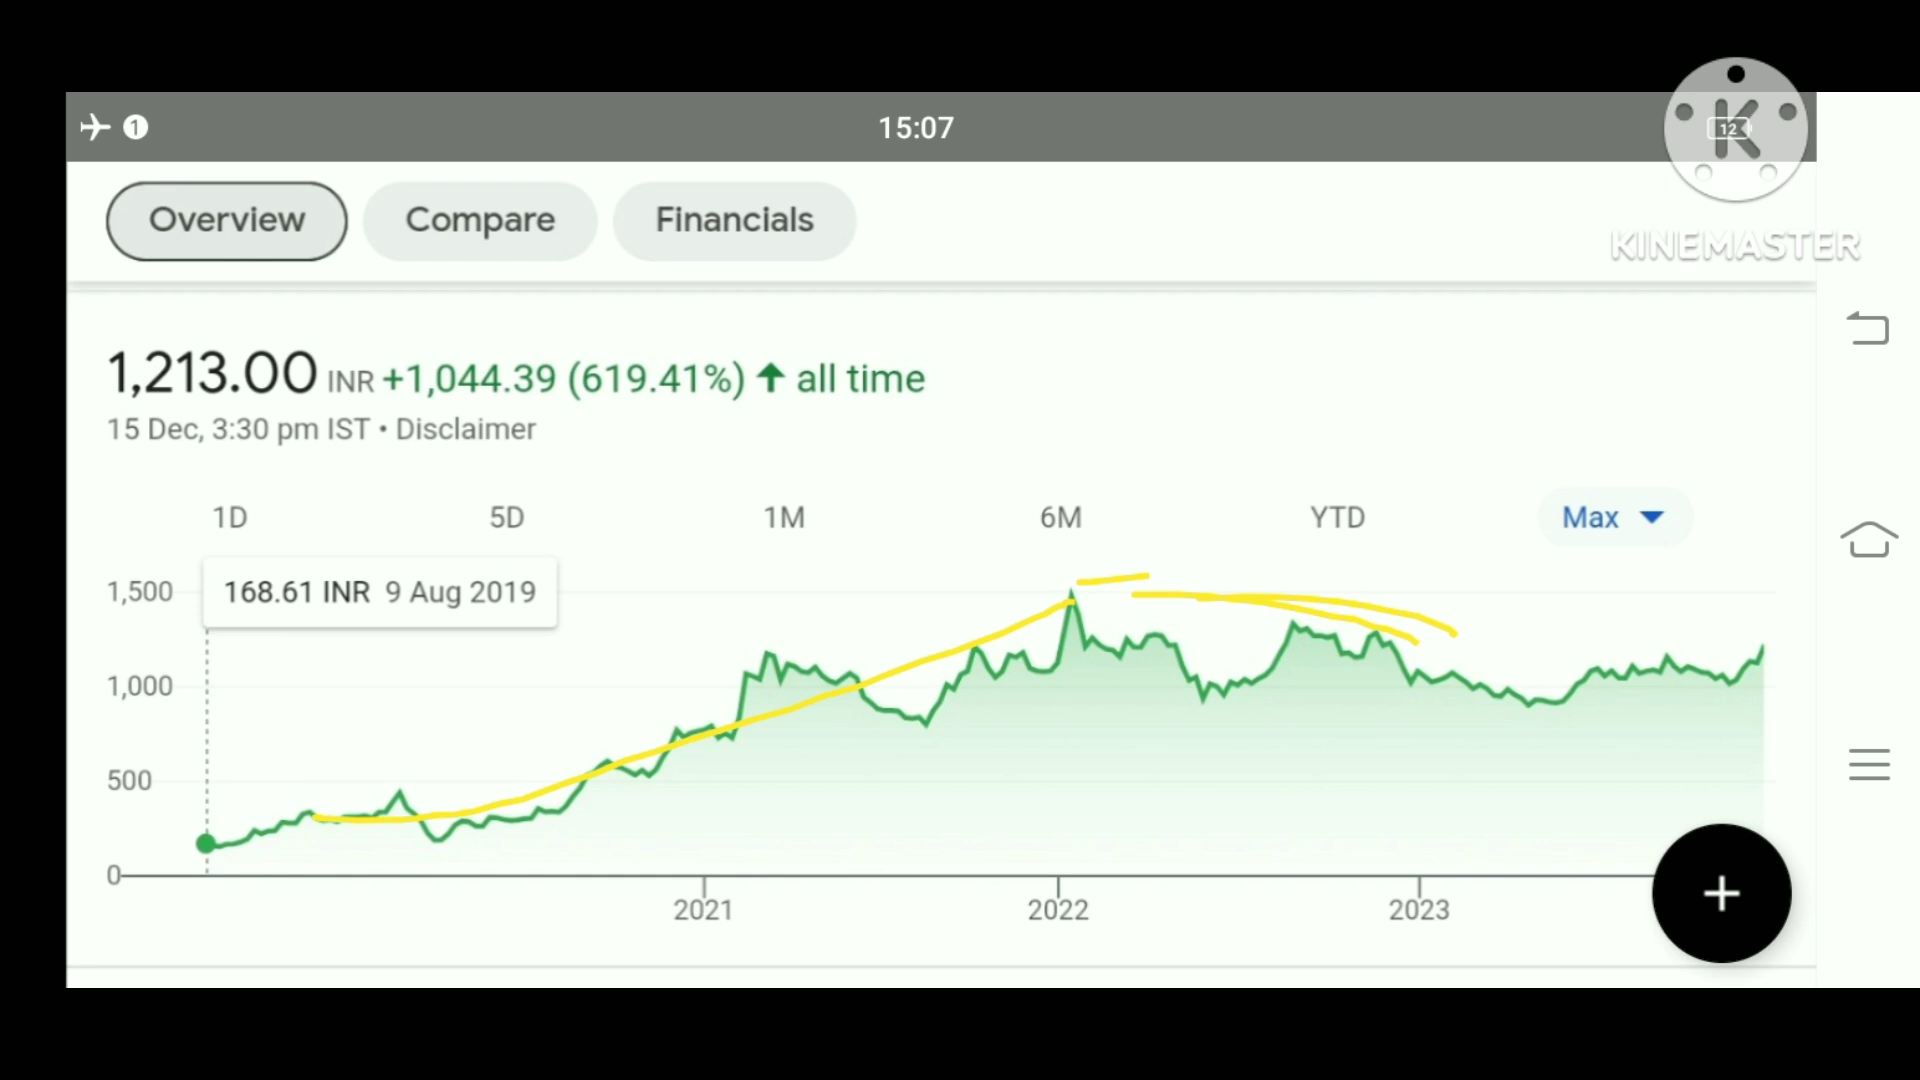 1 15:07 12
K
KINEMASTER
Overview Compare Financials
1,213.00 INR +1,044.39 (619.41%) ↑ all time
15 Dec, 3:30 pm IST • Disclaimer
1D 5D 1M 6M YTD Max
1,500 168.61 INR 9 Aug 2019
1,000
500
0
2021 2022 2023
+